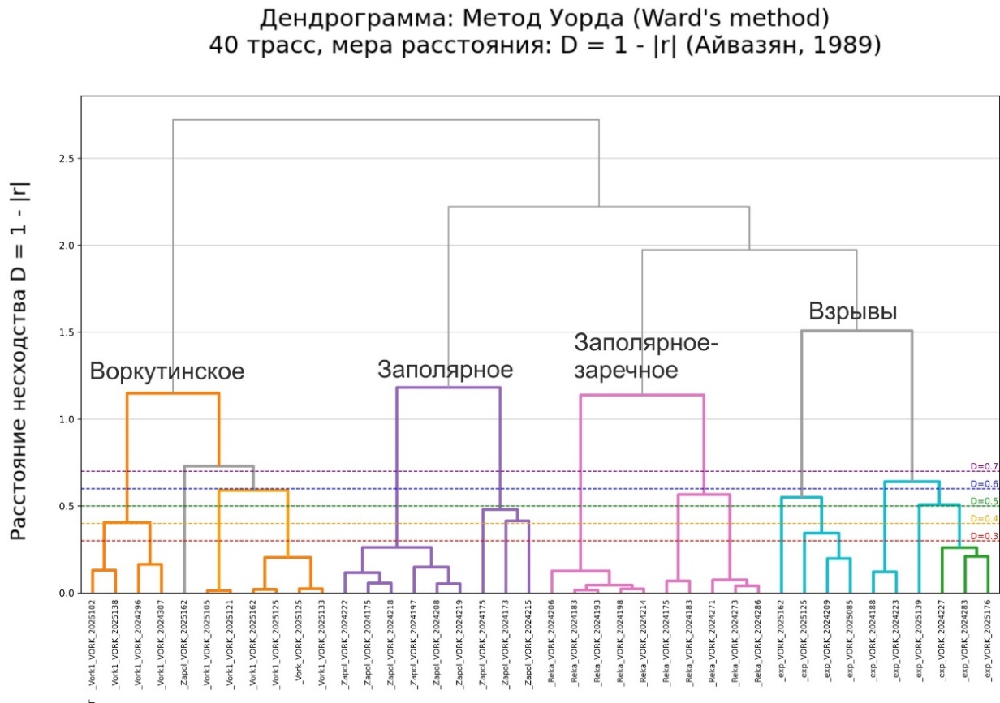 Дендрограмма: Метод Уорда (Ward's method)
40 трасс, мера расстояния: D = 1 - |r| (Айвазян, 1989)
Расстояние несходства D = 1 - |r|
2.5
2.0
1.5
1.0
0.5
0.0
Воркутинское
Заполярное
Заполярное-
заречное
Взрывы
D=0.7
D=0.6
D=0.5
D=0.4
D=0.3
_Vork1_VORK_2025102
_Vork1_VORK_2025138
_Vork1_VORK_2024296
_Vork1_VORK_2024307
_Zapol_VORK_2025162
_Vork1_VORK_2025105
_Vork1_VORK_2025121
_Vork1_VORK_2025162
_Vork1_VORK_2025125
_Vork_VORK_2025125
_Vork1_VORK_2025133
_Zapol_VORK_2024222
_Zapol_VORK_2024175
_Zapol_VORK_2024218
_Zapol_VORK_2024197
_Zapol_VORK_2024208
_Zapol_VORK_2024219
_Zapol_VORK_2024175
_Zapol_VORK_2024173
_Zapol_VORK_2024215
_Reka_VORK_2024206
_Reka_VORK_2024183
_Reka_VORK_2024193
_Reka_VORK_2024198
_Reka_VORK_2024214
_Reka_VORK_2024175
_Reka_VORK_2024183
_Reka_VORK_2024271
_Reka_VORK_2024273
_Reka_VORK_2024286
_exp_VORK_2025162
_exp_VORK_2025125
_exp_VORK_2024209
_exp_VORK_2025085
_exp_VORK_2024188
_exp_VORK_2024223
_exp_VORK_2025139
_exp_VORK_2024227
_exp_VORK_2024283
_exp_VORK_2025176